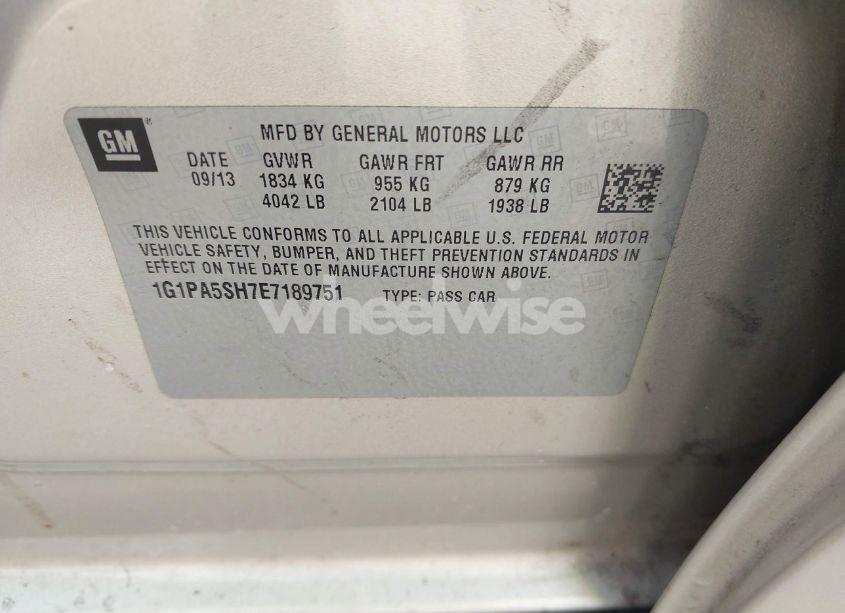 GM
MFD BY GENERAL MOTORS LLC
DATE GVWR GAWR FRT GAWR RR
09/13 1834 KG 955 KG 879 KG
4042 LB 2104 LB 1938 LB
THIS VEHICLE CONFORMS TO ALL APPLICABLE U.S. FEDERAL MOTOR
VEHICLE SAFETY, BUMPER, AND THEFT PREVENTION STANDARDS IN
EFFECT ON THE DATE OF MANUFACTURE SHOWN ABOVE.
1G1PA5SH7E7189751 TYPE: PASS CAR
wheelwise